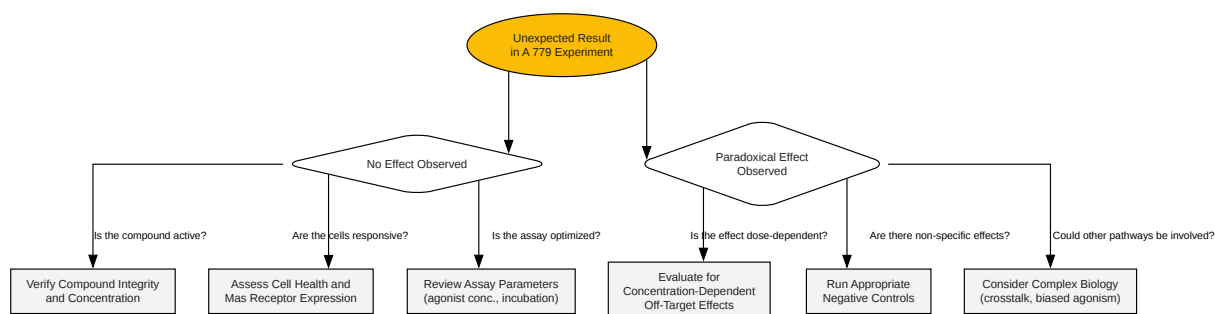 Unexpected Result
in A 779 Experiment
No Effect Observed
Paradoxical Effect
Observed
Is the compound active?
Are the cells responsive?
Is the assay optimized?
Is the effect dose-dependent?
Are there non-specific effects?
Could other pathways be involved?
Verify Compound Integrity
and Concentration
Assess Cell Health and
Mas Receptor Expression
Review Assay Parameters
(agonist conc., incubation)
Evaluate for
Concentration-Dependent
Off-Target Effects
Run Appropriate
Negative Controls
Consider Complex Biology
(crosstalk, biased agonism)